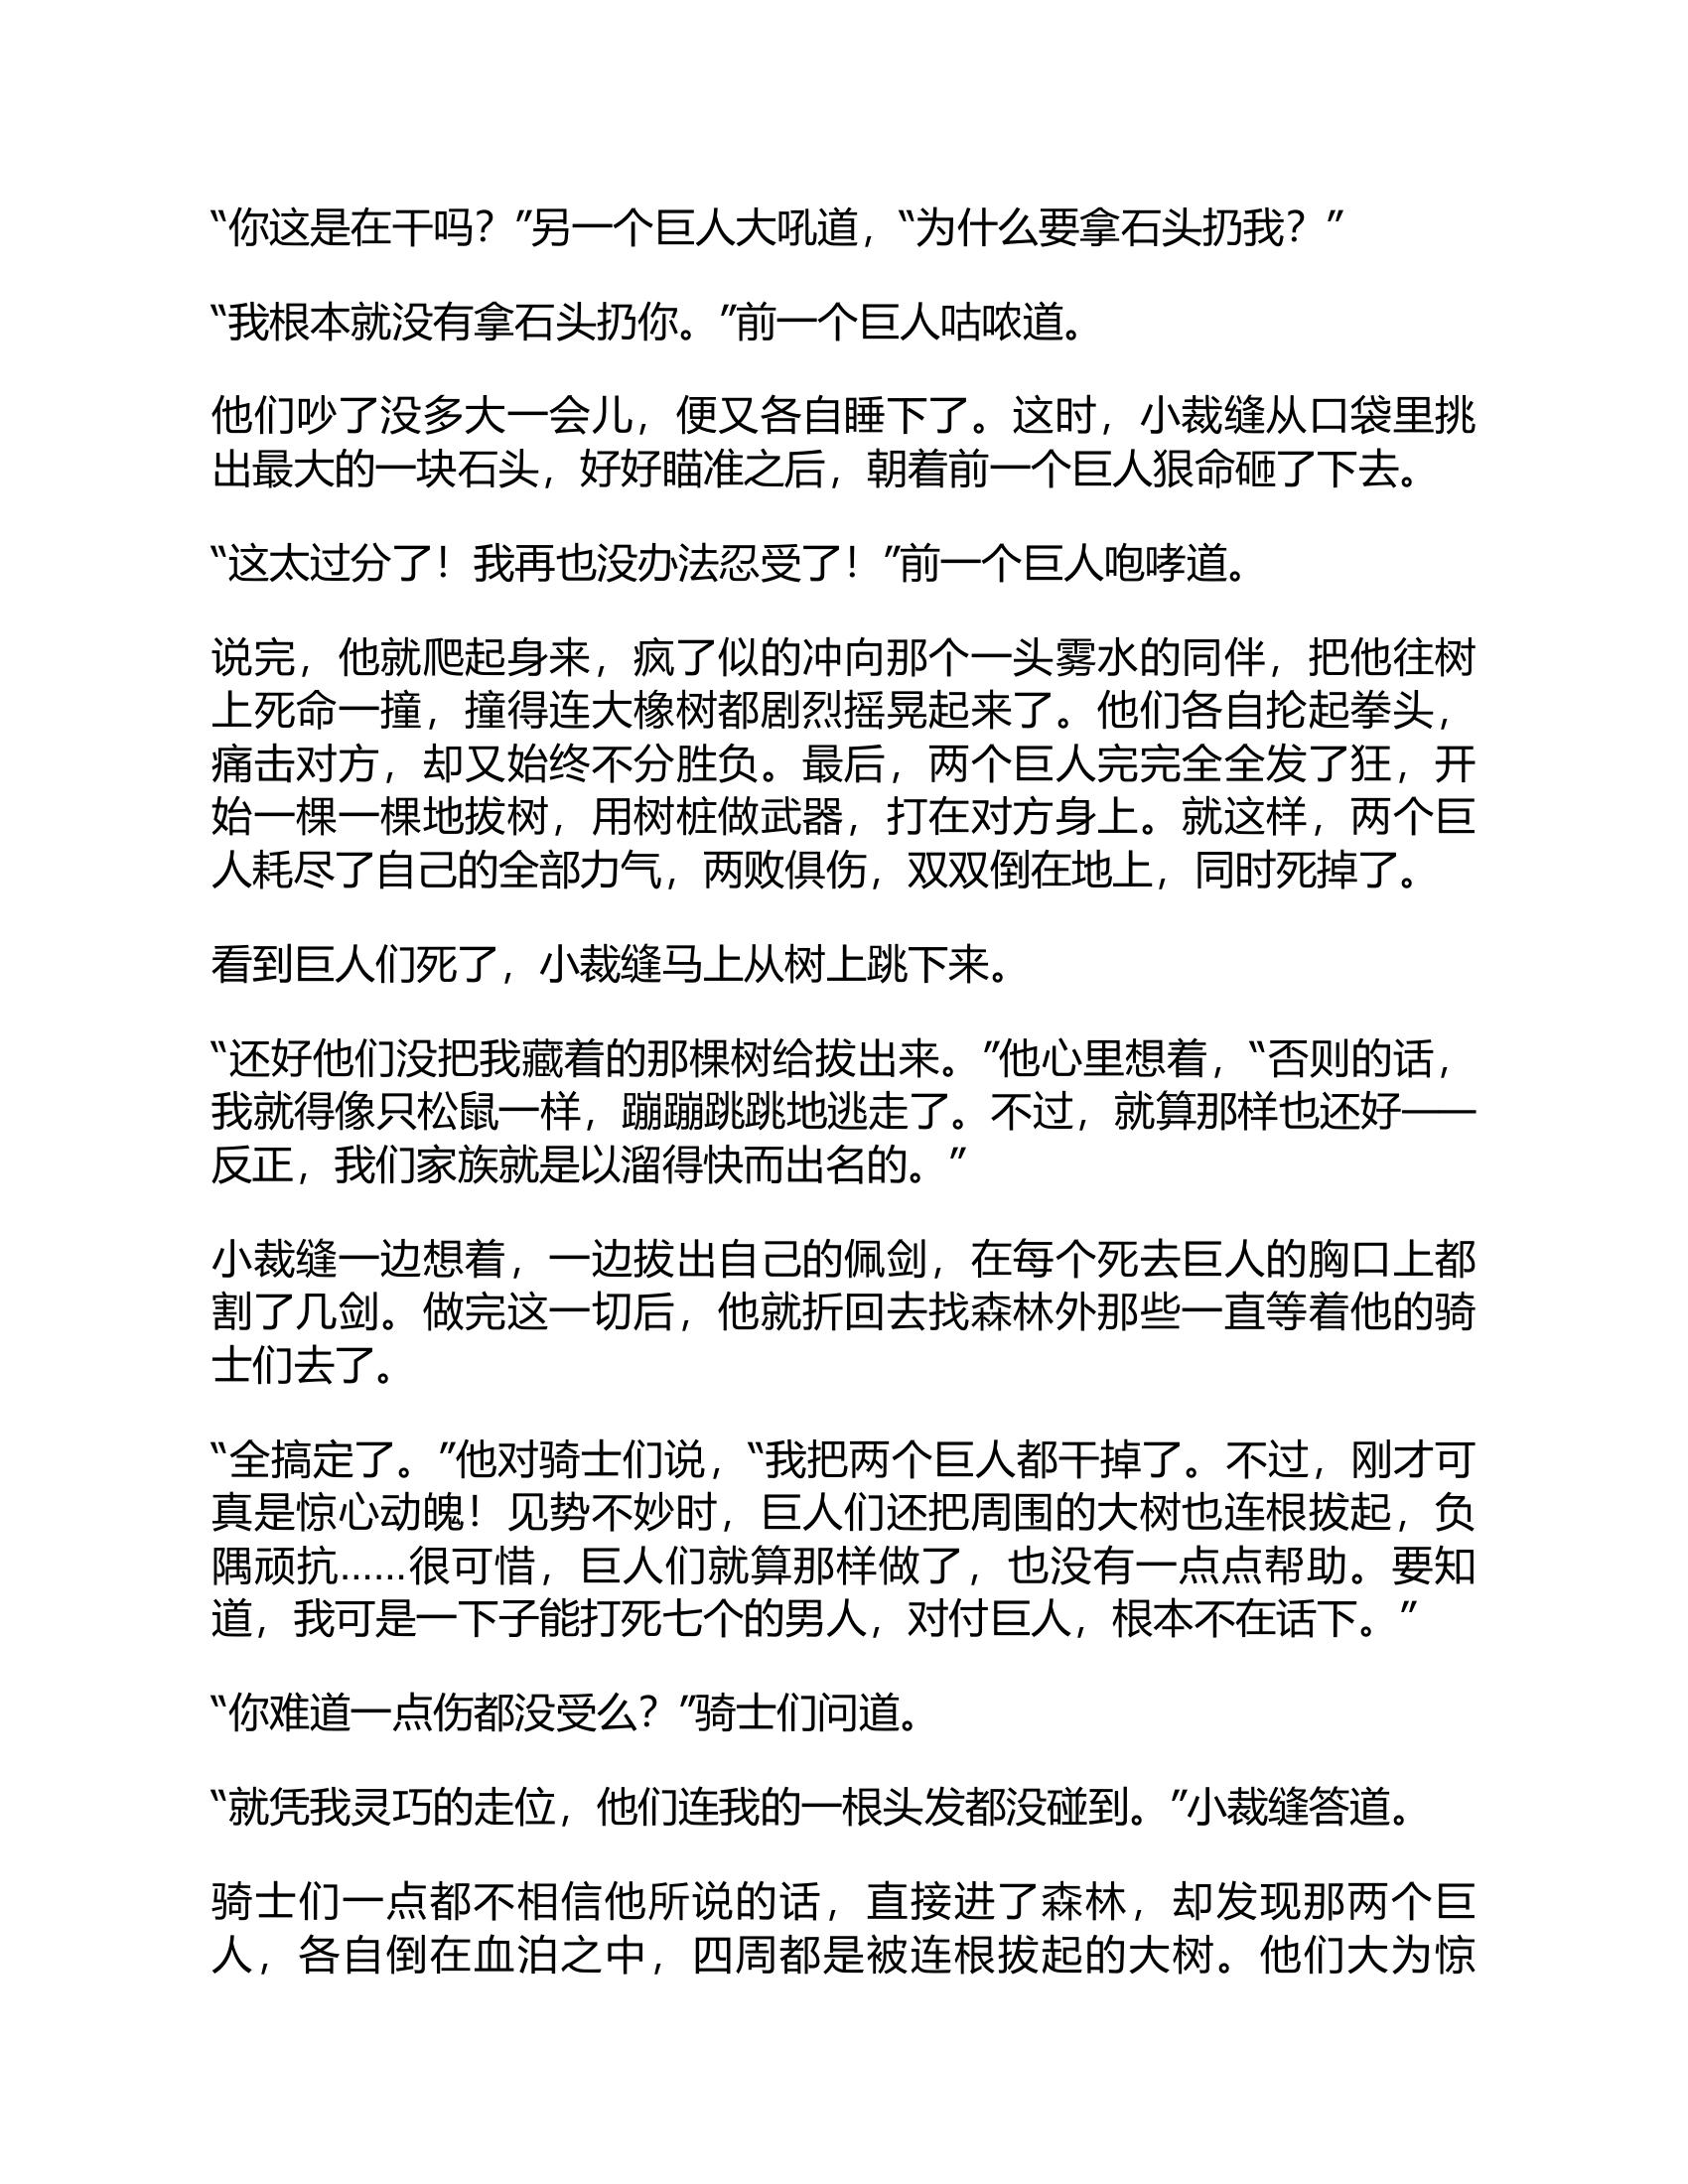 “你这是在干吗？”另一个巨人大吼道，“为什么要拿石头扔我？”
“我根本就没有拿石头扔你。”前一个巨人咕哝道。
他们吵了没多大一会儿，便又各自睡下了。这时，小裁缝从口袋里挑
出最大的一块石头，好好瞄准之后，朝着前一个巨人狠命砸了下去。
“这太过分了！我再也没办法忍受了！”前一个巨人咆哮道。
说完，他就爬起身来，疯了似的冲向那个一头雾水的同伴，把他往树
上死命一撞，撞得连大橡树都剧烈摇晃起来了。他们各自抡起拳头，
痛击对方，却又始终不分胜负。最后，两个巨人完完全全发了狂，开
始一棵一棵地拔树，用树桩做武器，打在对方身上。就这样，两个巨
人耗尽了自己的全部力气，两败俱伤，双双倒在地上，同时死掉了。
看到巨人们死了，小裁缝马上从树上跳下来。
“还好他们没把我藏着的那棵树给拔出来。”他心里想着，“否则的话，
我就得像只松鼠一样，蹦蹦跳跳地逃走了。不过，就算那样也还好——
反正，我们家族就是以溜得快而出名的。”
小裁缝一边想着，一边拔出自己的佩剑，在每个死去巨人的胸口上都
割了几剑。做完这一切后，他就折回去找森林外那些一直等着他的骑
士们去了。
“全搞定了。”他对骑士们说，“我把两个巨人都干掉了。不过，刚才可
真是惊心动魄！见势不妙时，巨人们还把周围的大树也连根拔起，负
隅顽抗……很可惜，巨人们就算那样做了，也没有一点点帮助。要知
道，我可是一下子能打死七个的男人，对付巨人，根本不在话下。”
“你难道一点伤都没受么？”骑士们问道。
“就凭我灵巧的走位，他们连我的一根头发都没碰到。”小裁缝答道。
骑士们一点都不相信他所说的话，直接进了森林，却发现那两个巨
人，各自倒在血泊之中，四周都是被连根拔起的大树。他们大为惊